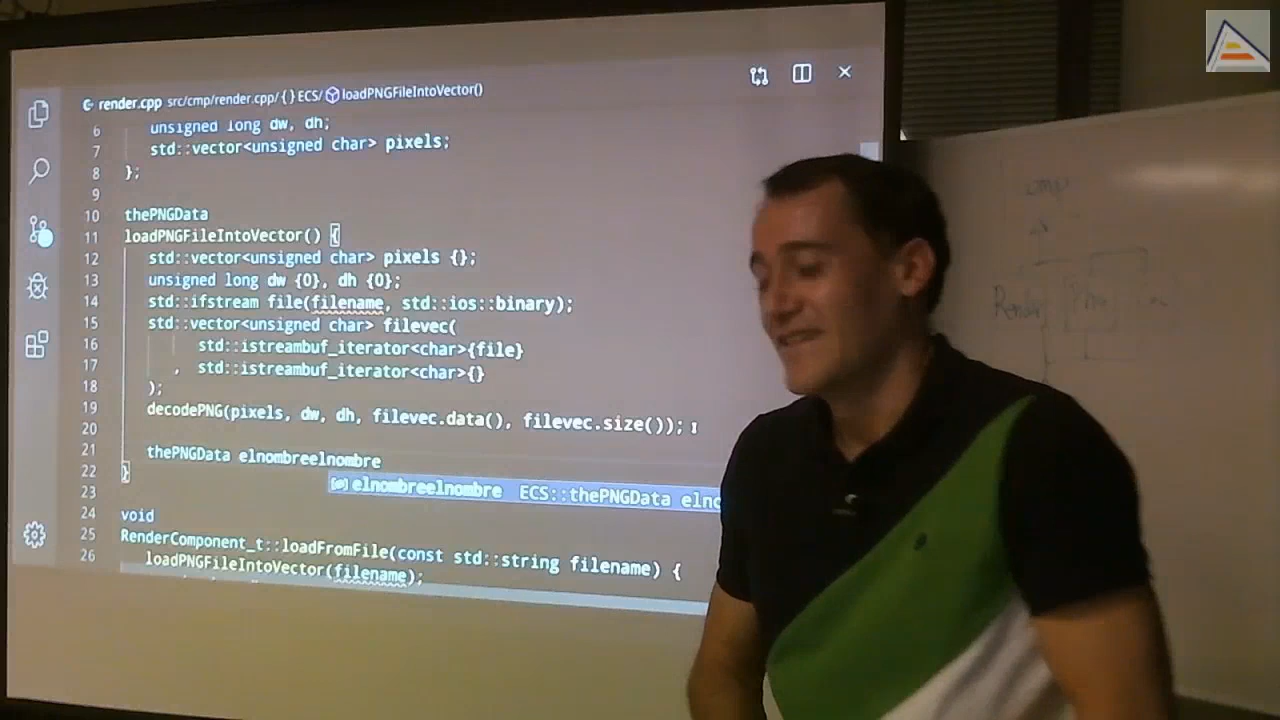 render.cpp src/cmp/render.cpp/ {} ECS/ loadPNGFileIntoVector()
6 unsigned long dw, dh;
7 std::vector<unsigned char> pixels;
8 };
9
10 thePNGData
11 loadPNGFileIntoVector() {
12 std::vector<unsigned char> pixels {};
13 unsigned long dw {0}, dh {0};
14 std::ifstream file(filename, std::ios::binary);
15 std::vector<unsigned char> filevec(
16 std::istreambuf_iterator<char>{file}
17 , std::istreambuf_iterator<char>{}
18 );
19 decodePNG(pixels, dw, dh, filevec.data(), filevec.size());
20
21 thePNGData elnombreelnombre
22 }
elnombreelnombre ECS::thePNGData elno
23
24 void
25 RenderComponent_t::loadFromFile(const std::string filename) {
26 loadPNGFileIntoVector(filename);
cmp
Render